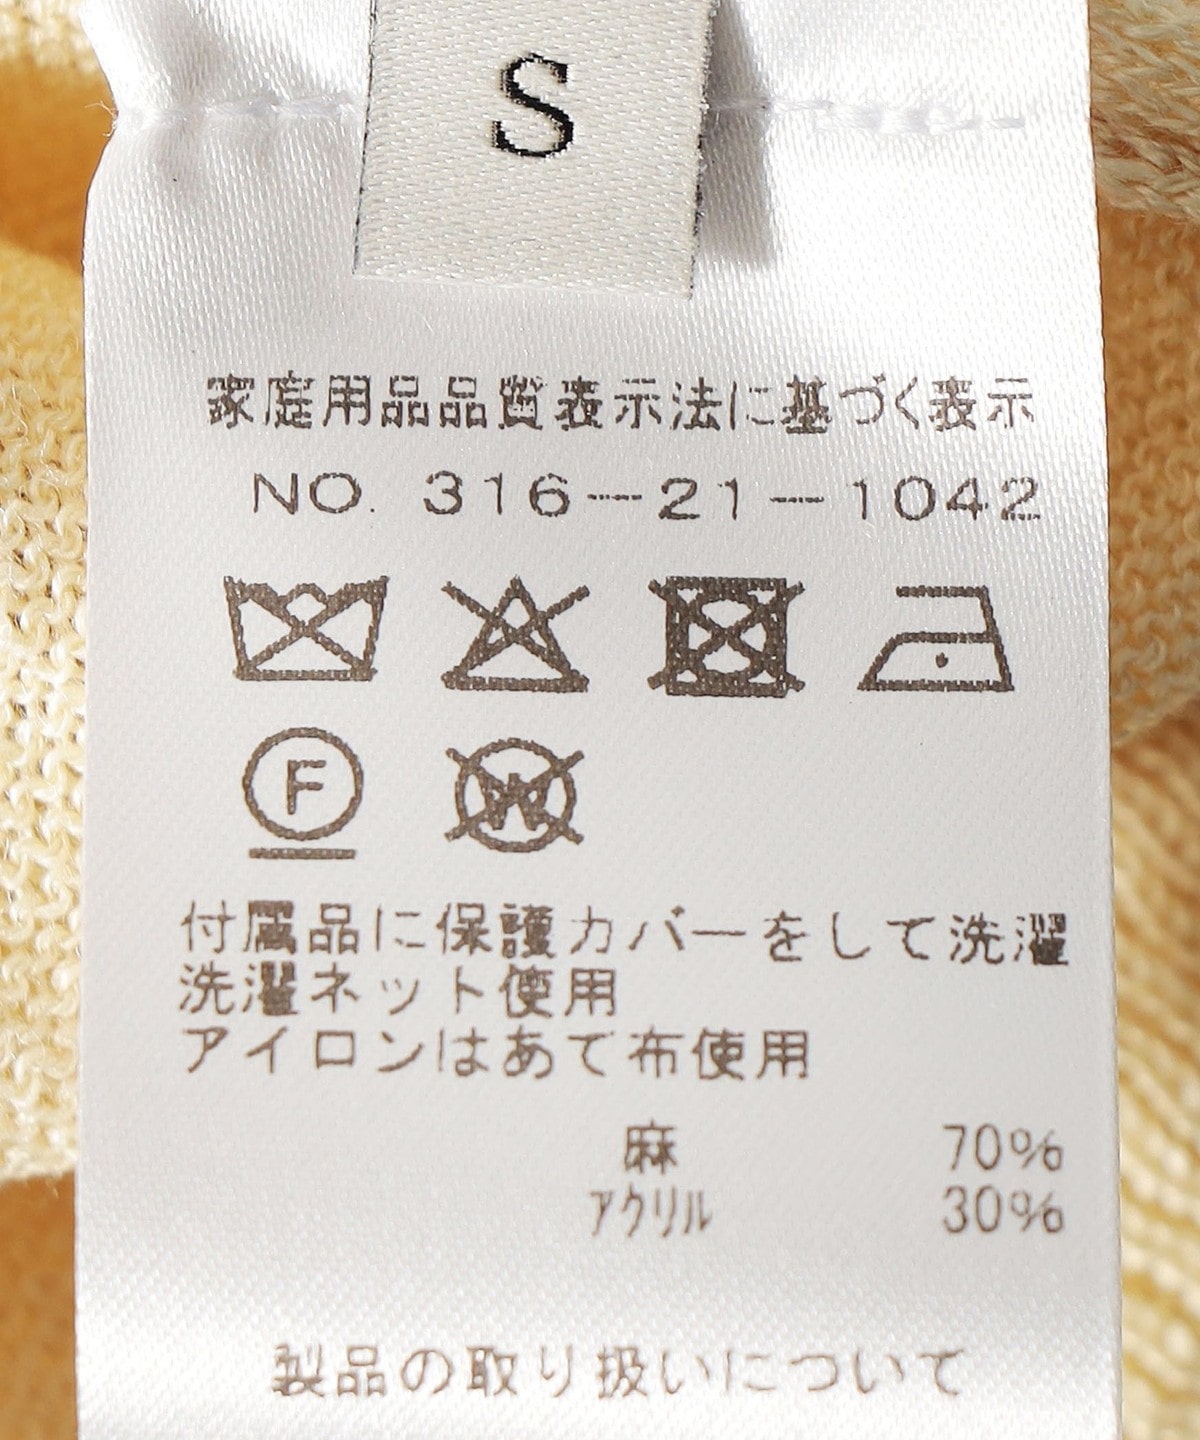 S
家庭用品品質表示法に基づく表示
NO. 316-21-1042
F
W
付属品に保護カバーをして洗濯
洗濯ネット使用
アイロンはあて布使用
麻 70%
アクリル 30%
製品の取り扱いについて